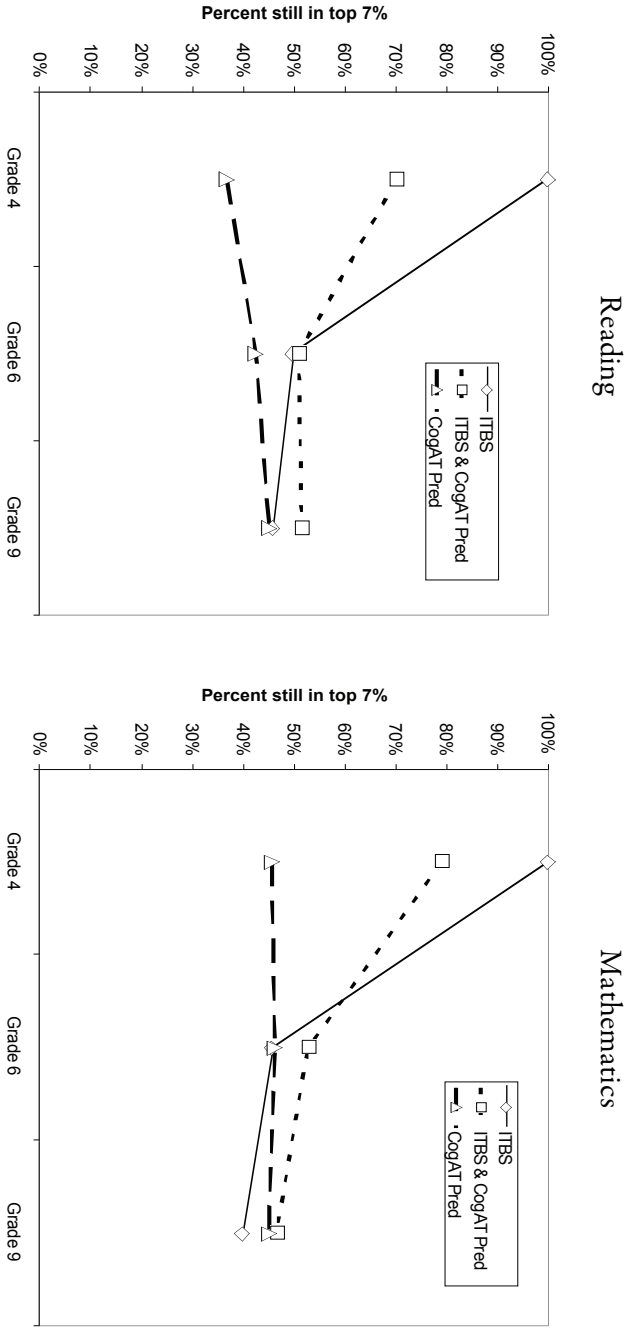 Reading
Percent still in top 7%
100%
90%
80%
70%
60%
50%
40%
30%
20%
10%
0%
Grade 4
Grade 6
Grade 9
ITBS
ITBS & CogAT Pred
CogAT Pred
Mathematics
Percent still in top 7%
100%
90%
80%
70%
60%
50%
40%
30%
20%
10%
0%
Grade 4
Grade 6
Grade 9
ITBS
ITBS & CogAT Pred
CogAT Pred